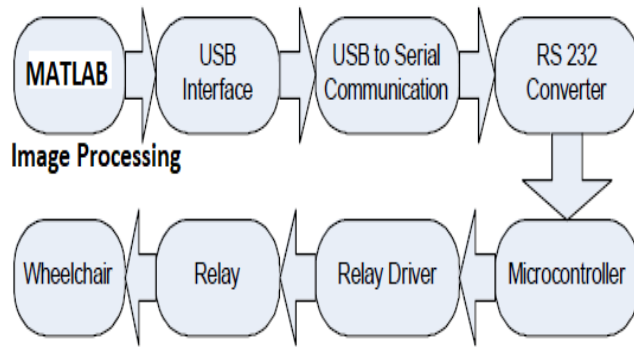 MATLAB
USB
Interface
USB to Serial
Communication
RS 232
Converter
Image Processing
Wheelchair
Relay
Relay Driver
Microcontroller